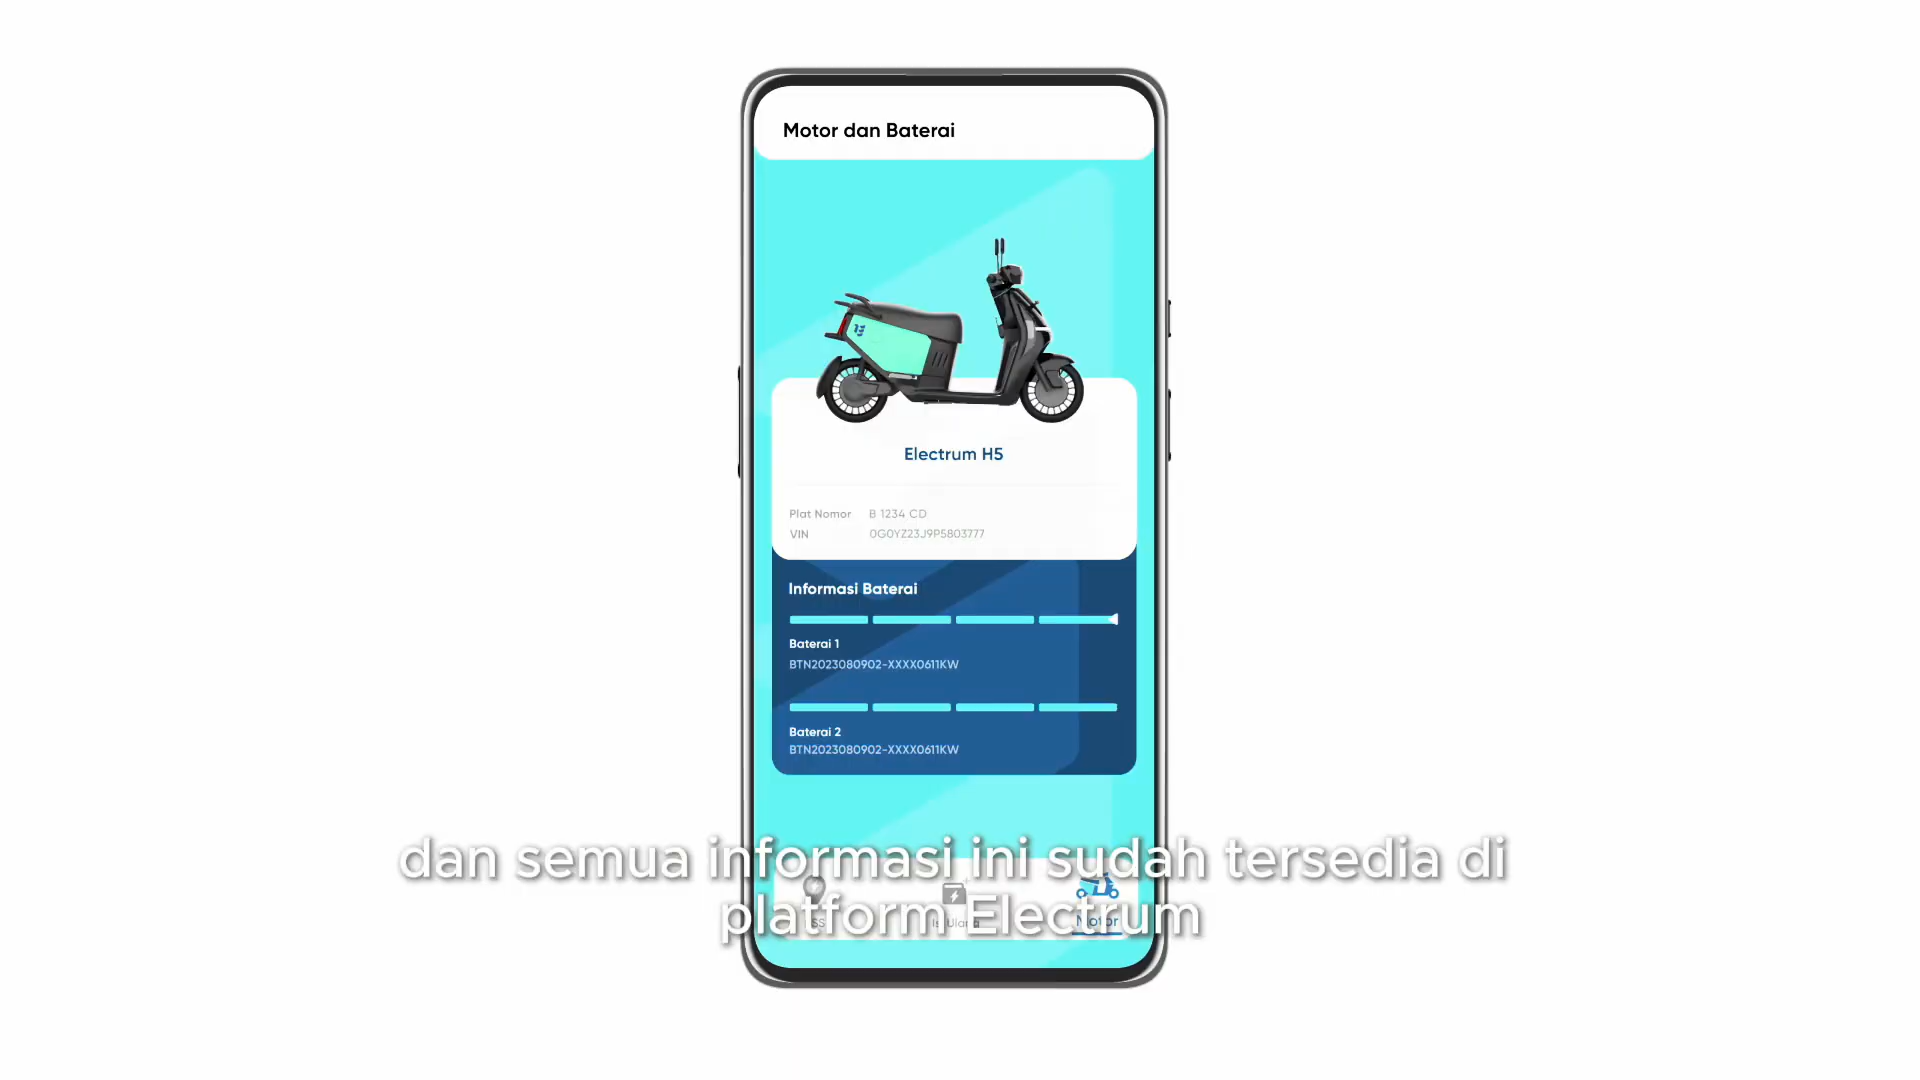 Motor dan Baterai
Electrum H5
Plat Nomor B 1234 CD
VIN 0G0YZ23J9P5803777
Informasi Baterai
Baterai 1
BTN2023080902-XXXX0611KW
Baterai 2
BTN2023080902-XXXX0611KW
dan semua informasi ini sudah tersedia di
platform Electrum
Motor